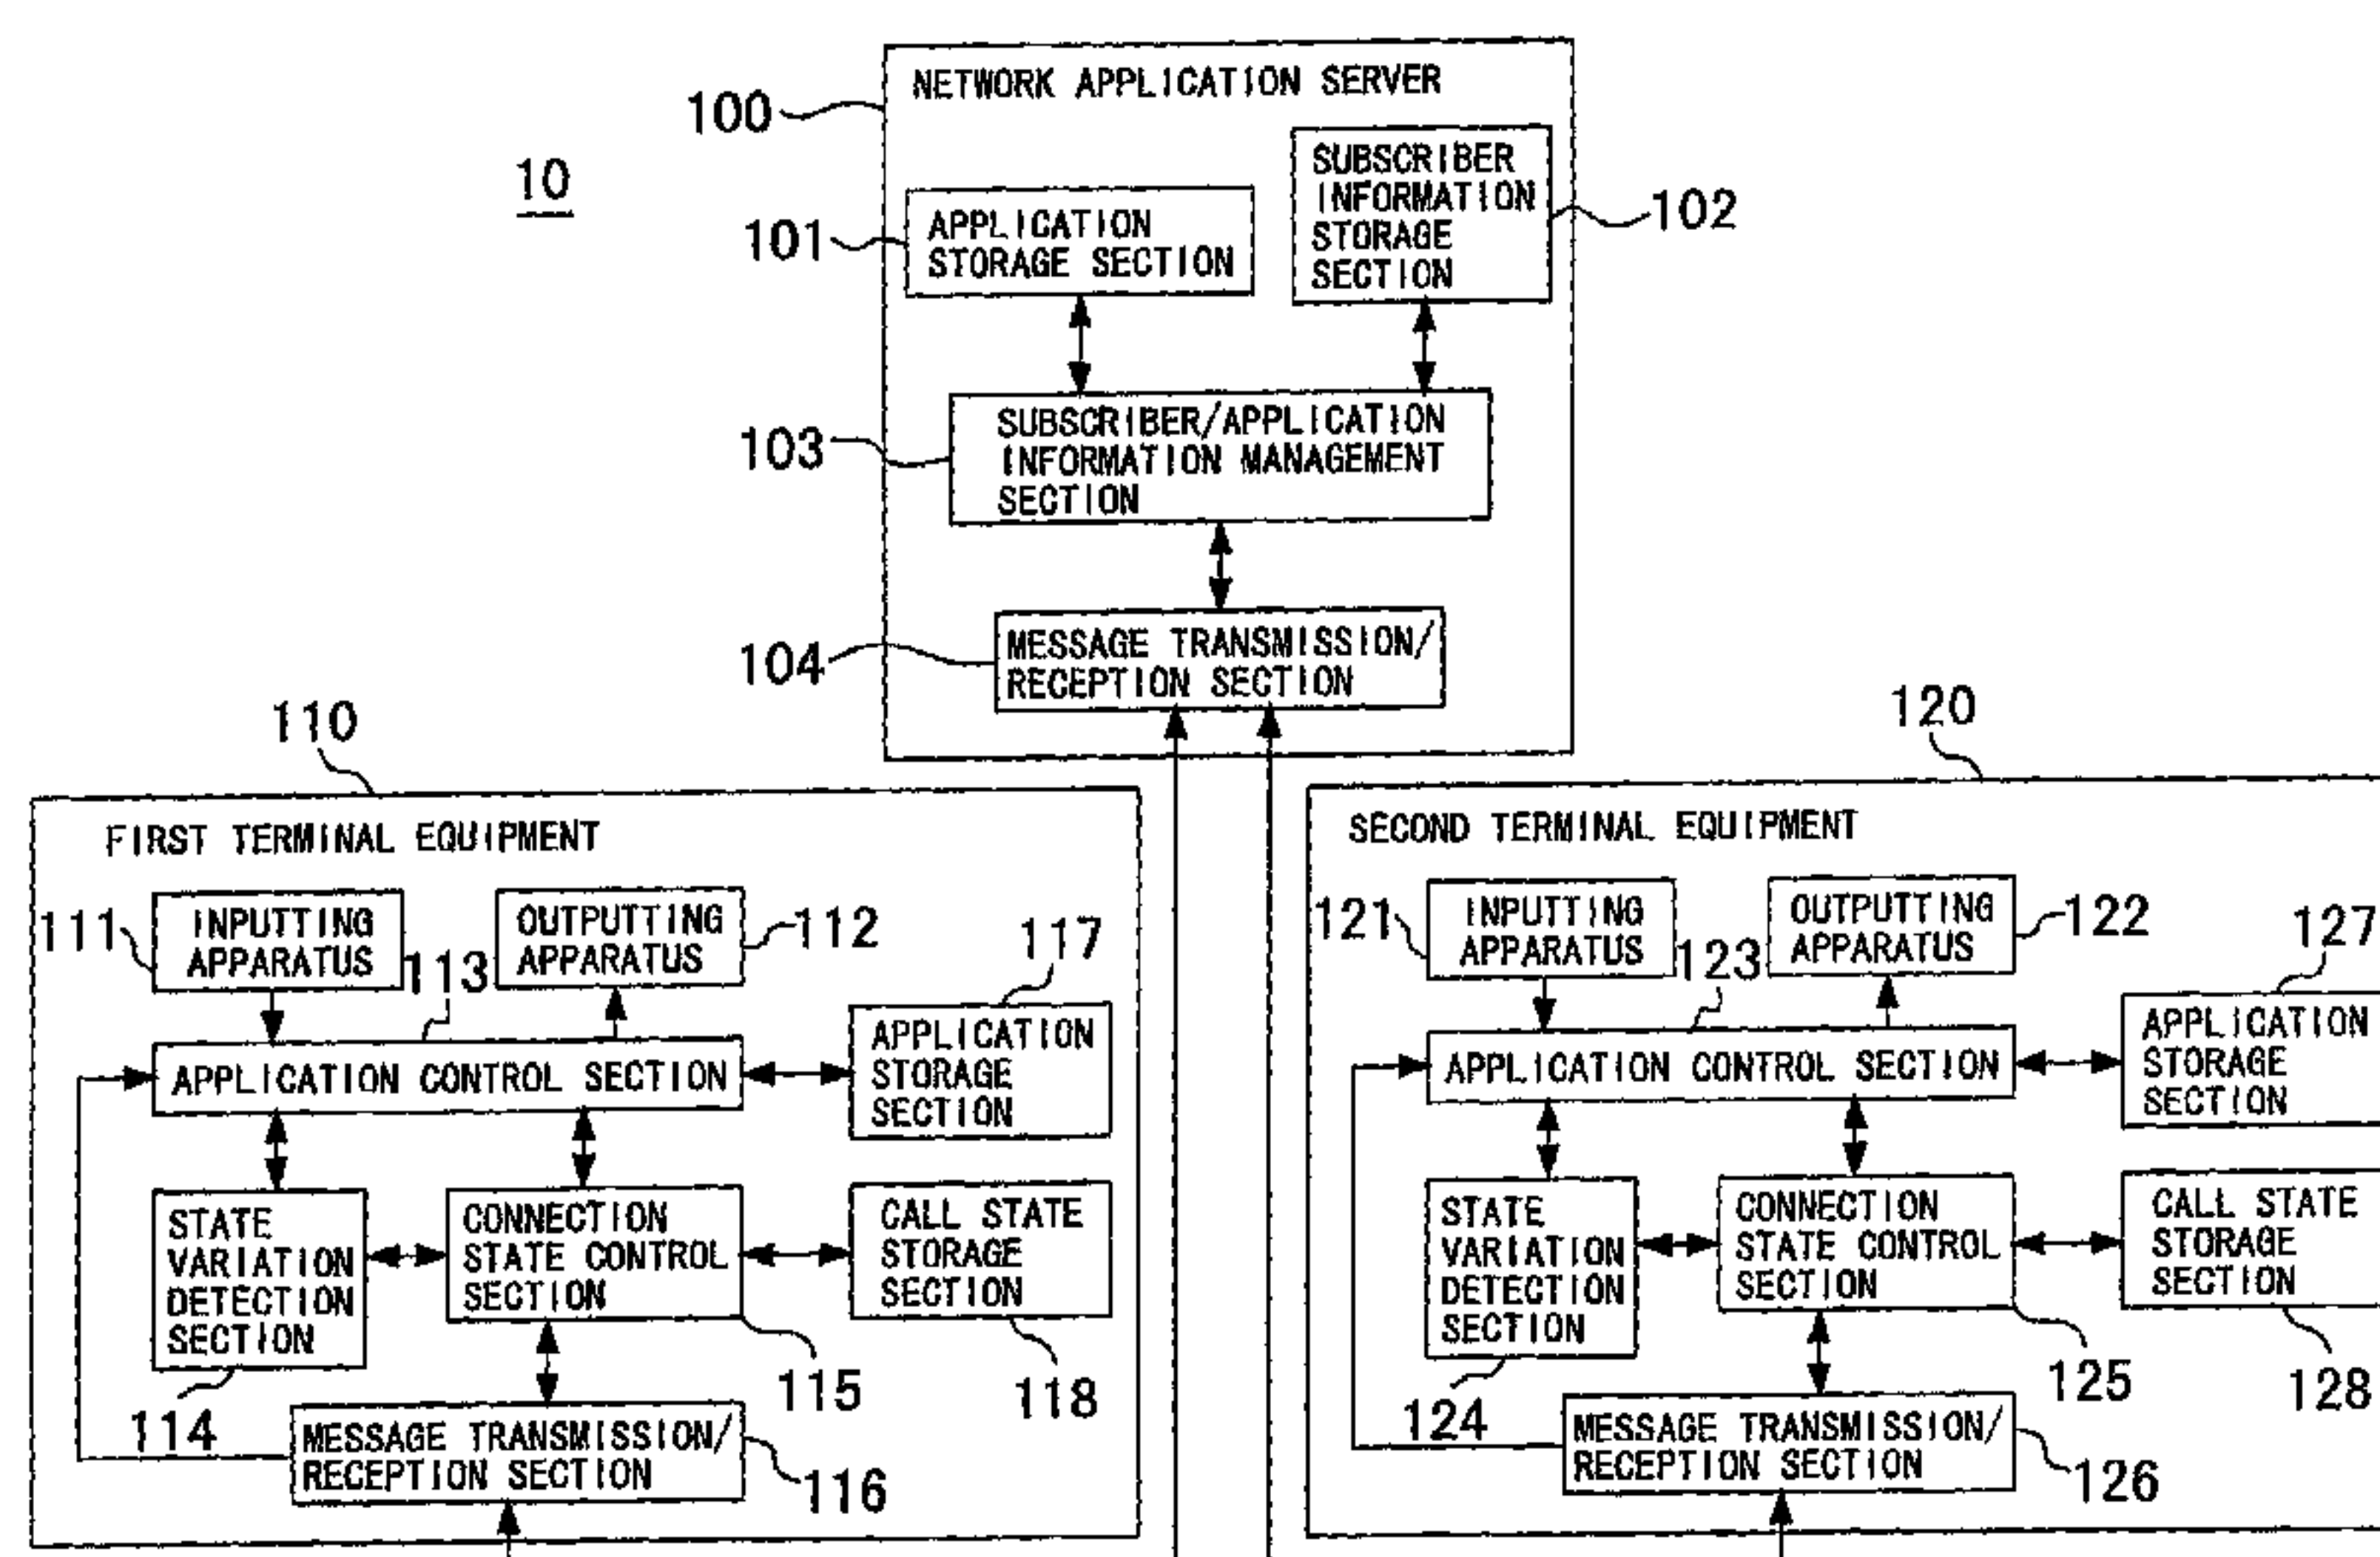 10
100
NETWORK APPLICATION SERVER
101
APPLICATION
STORAGE SECTION
SUBSCRIBER
INFORMATION
STORAGE
SECTION
102
103
SUBSCRIBER/APPLICATION
INFORMATION MANAGEMENT
SECTION
104
MESSAGE TRANSMISSION/
RECEPTION SECTION
110
FIRST TERMINAL EQUIPMENT
111
INPUTTING
APPARATUS
113
OUTPUTTING
APPARATUS
112
117
APPLICATION CONTROL SECTION
APPLICATION
STORAGE
SECTION
STATE
VARIATION
DETECTION
SECTION
114
CONNECTION
STATE CONTROL
SECTION
115
CALL STATE
STORAGE
SECTION
118
MESSAGE TRANSMISSION/
RECEPTION SECTION
116
120
SECOND TERMINAL EQUIPMENT
121
INPUTTING
APPARATUS
123
OUTPUTTING
APPARATUS
122
127
APPLICATION CONTROL SECTION
APPLICATION
STORAGE
SECTION
STATE
VARIATION
DETECTION
SECTION
124
CONNECTION
STATE CONTROL
SECTION
125
CALL STATE
STORAGE
SECTION
128
MESSAGE TRANSMISSION/
RECEPTION SECTION
126